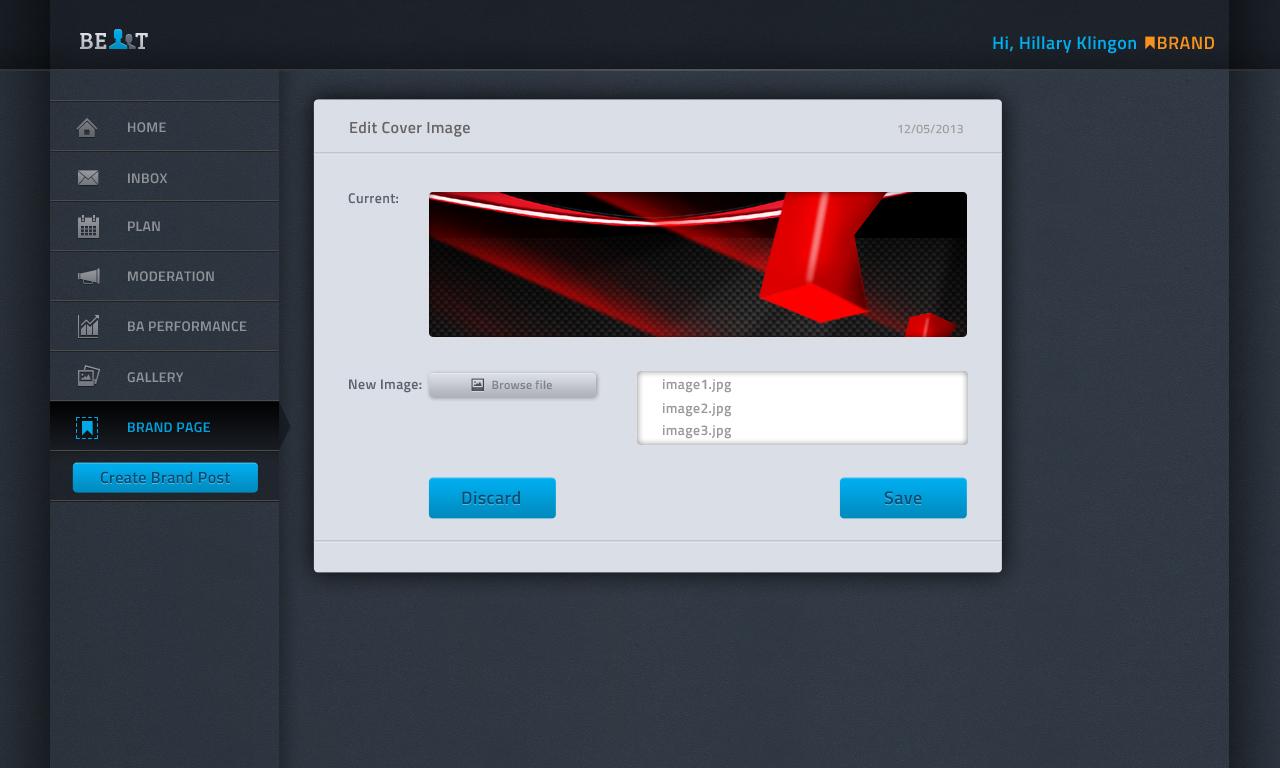 BE T
Hi, Hillary Klingon BRAND
HOME
INBOX
PLAN
MODERATION
BA PERFORMANCE
GALLERY
BRAND PAGE
Create Brand Post
Edit Cover Image
12/05/2013
Current:
New Image:
Browse file
image1.jpg
image2.jpg
image3.jpg
Discard
Save